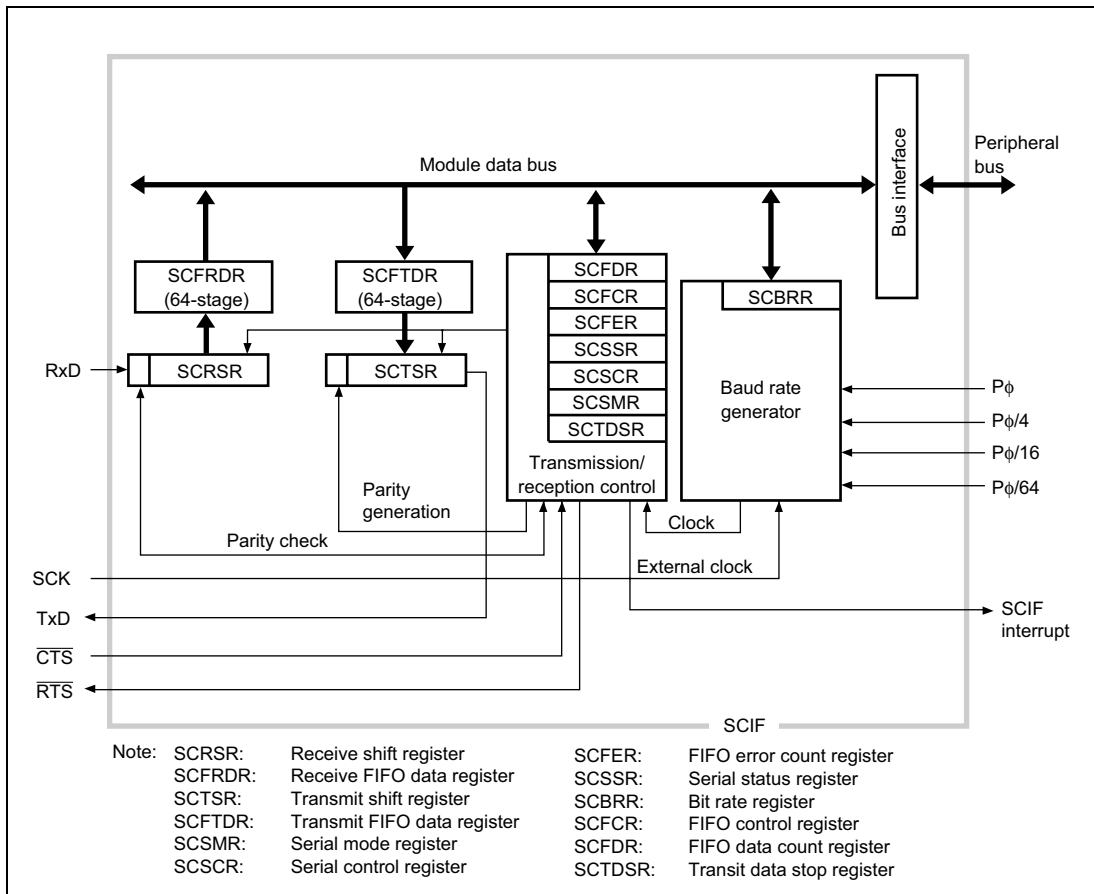 Peripheral
bus
Module data bus
Bus interface
SCFRDR
(64-stage)
SCFTDR
(64-stage)
SCFDR
SCFCR
SCFER
SCSSR
SCSCR
SCSMR
SCTDSR
Transmission/
reception control
SCBRR
Baud rate
generator
RxD
SCRSR
SCTSR
Pϕ
Pϕ/4
Pϕ/16
Pϕ/64
Parity
generation
Parity check
Clock
External clock
SCK
TxD
CTS
RTS
SCIF
interrupt
SCIF
Note: SCRSR: Receive shift register
SCFRDR: Receive FIFO data register
SCTSR: Transmit shift register
SCFTDR: Transmit FIFO data register
SCSMR: Serial mode register
SCSCR: Serial control register
SCFER: FIFO error count register
SCSSR: Serial status register
SCBRR: Bit rate register
SCFCR: FIFO control register
SCFDR: FIFO data count register
SCTDSR: Transit data stop register